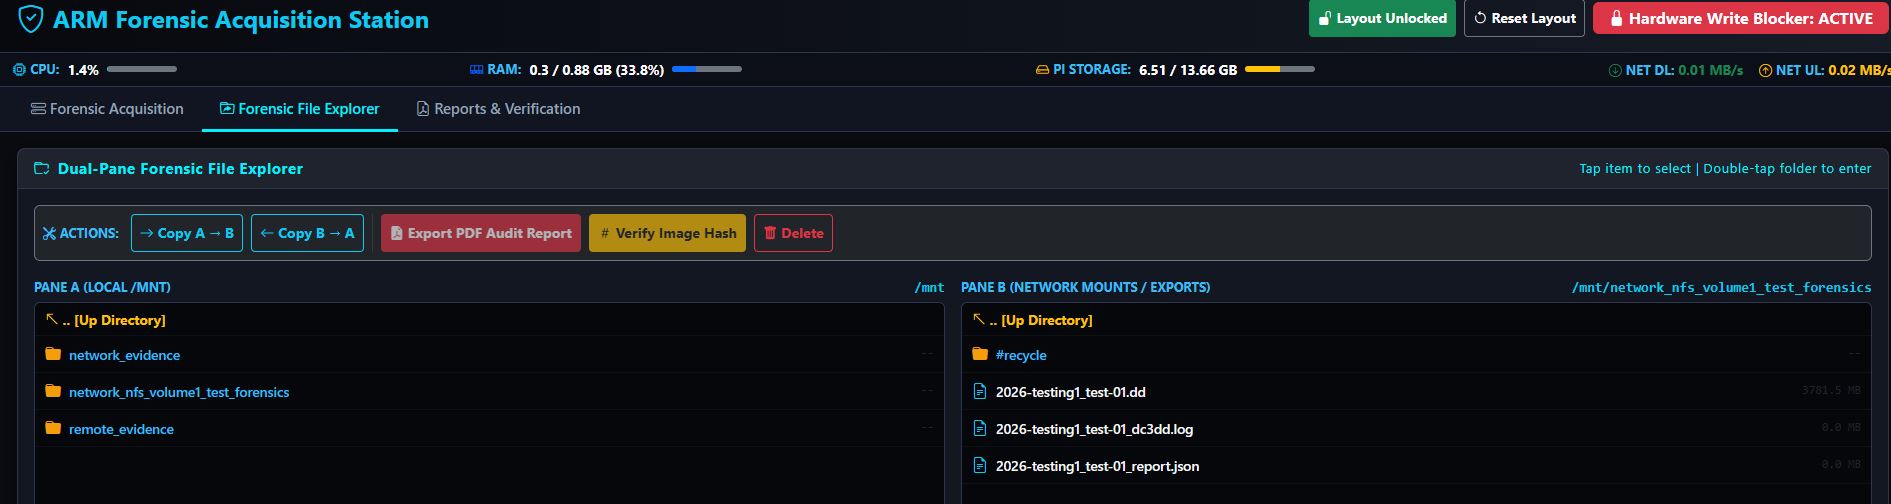 ARM Forensic Acquisition Station
Layout Unlocked
Reset Layout
Hardware Write Blocker: ACTIVE
CPU: 1.4%
RAM: 0.3 / 0.88 GB (33.8%)
PI STORAGE: 6.51 / 13.66 GB
NET DL: 0.01 MB/s
NET UL: 0.02 MB/s
Forensic Acquisition
Forensic File Explorer
Reports & Verification
Dual-Pane Forensic File Explorer
Tap item to select | Double-tap folder to enter
ACTIONS:
→ Copy A → B
← Copy B → A
Export PDF Audit Report
# Verify Image Hash
Delete
PANE A (LOCAL /MNT)
/mnt
.. [Up Directory]
network_evidence --
network_nfs_volume1_test_forensics --
remote_evidence --
PANE B (NETWORK MOUNTS / EXPORTS)
/mnt/network_nfs_volume1_test_forensics
.. [Up Directory]
#recycle --
2026-testing1_test-01.dd 3781.5 MB
2026-testing1_test-01_dc3dd.log 0.0 MB
2026-testing1_test-01_report.json 0.0 MB